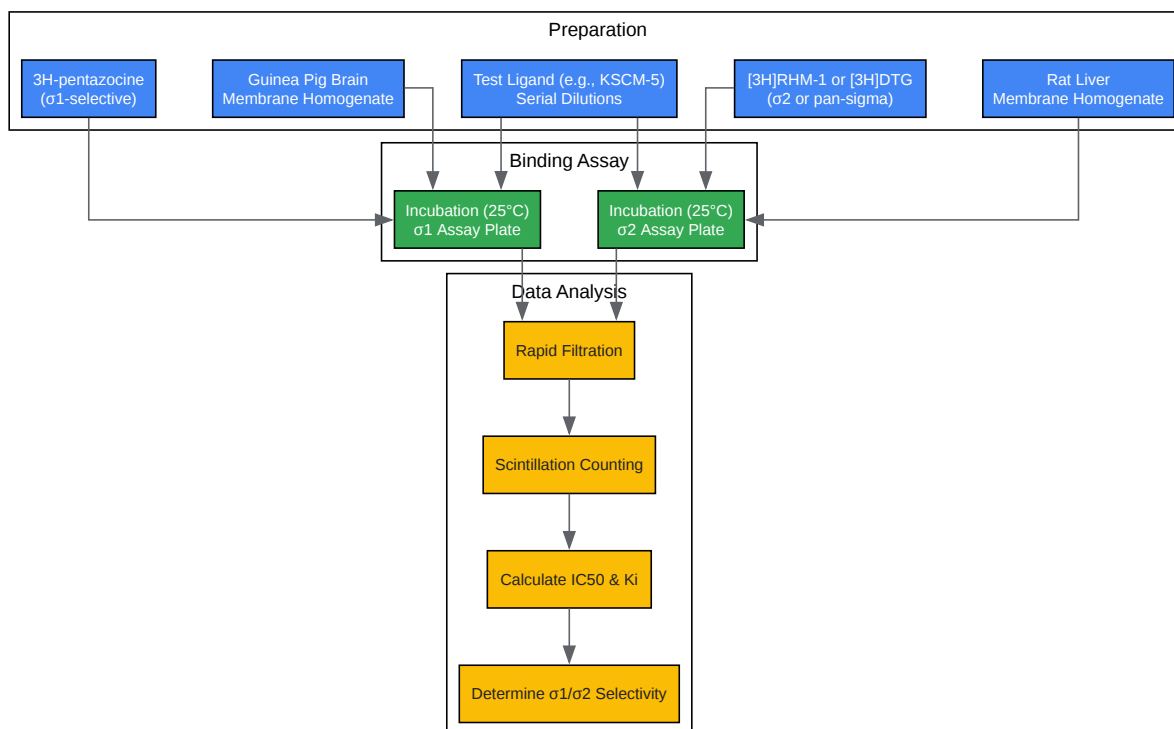 Preparation
3H-pentazocine
(σ1-selective)
Guinea Pig Brain
Membrane Homogenate
Test Ligand (e.g., KSCM-5)
Serial Dilutions
[3H]RHM-1 or [3H]DTG
(σ2 or pan-sigma)
Rat Liver
Membrane Homogenate
Binding Assay
Incubation (25°C)
σ1 Assay Plate
Incubation (25°C)
σ2 Assay Plate
Data Analysis
Rapid Filtration
Scintillation Counting
Calculate IC50 & Ki
Determine σ1/σ2 Selectivity